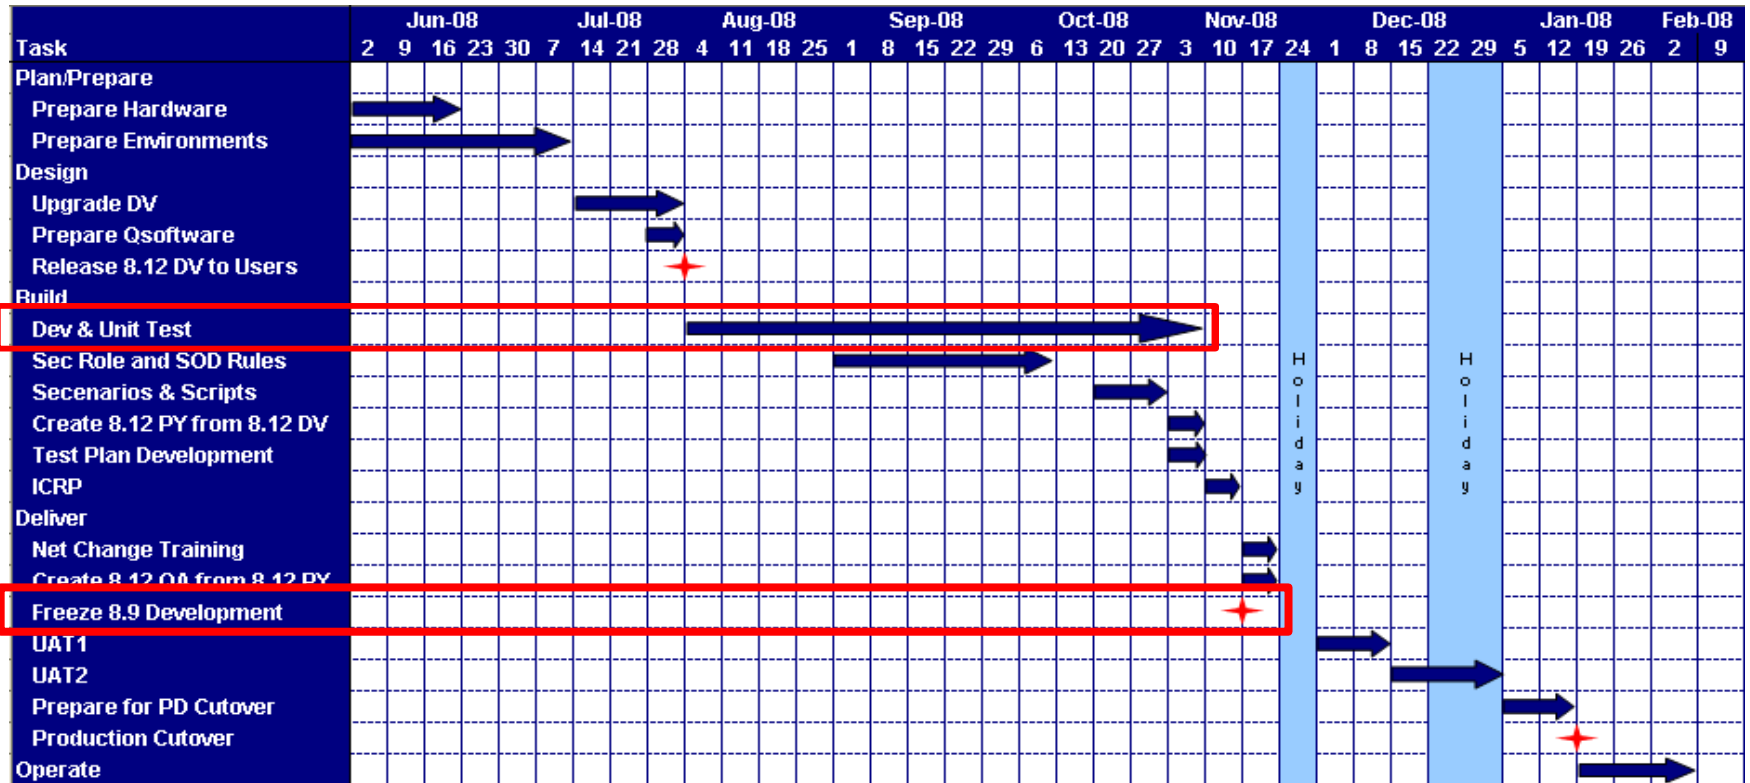 Jun-08 Jul-08 Aug-08 Sep-08 Oct-08 Nov-08 Dec-08 Jan-08 Feb-08
Task 2 9 16 23 30 7 14 21 28 4 11 18 25 1 8 15 22 29 6 13 20 27 3 10 17 24 1 8 15 22 29 5 12 19 26 2 9
Plan/Prepare
Prepare Hardware
Prepare Environments
Design
Upgrade DV
Prepare Qsoftware
Release 8.12 DV to Users
Build
Dev & Unit Test
Sec Role and SOD Rules
Secenarios & Scripts
Create 8.12 PY from 8.12 DV
Test Plan Development
ICRP
Holiday
Holiday
Deliver
Net Change Training
Create 8.12 QA from 8.12 PY
Freeze 8.9 Development
UAT1
UAT2
Prepare for PD Cutover
Production Cutover
Operate